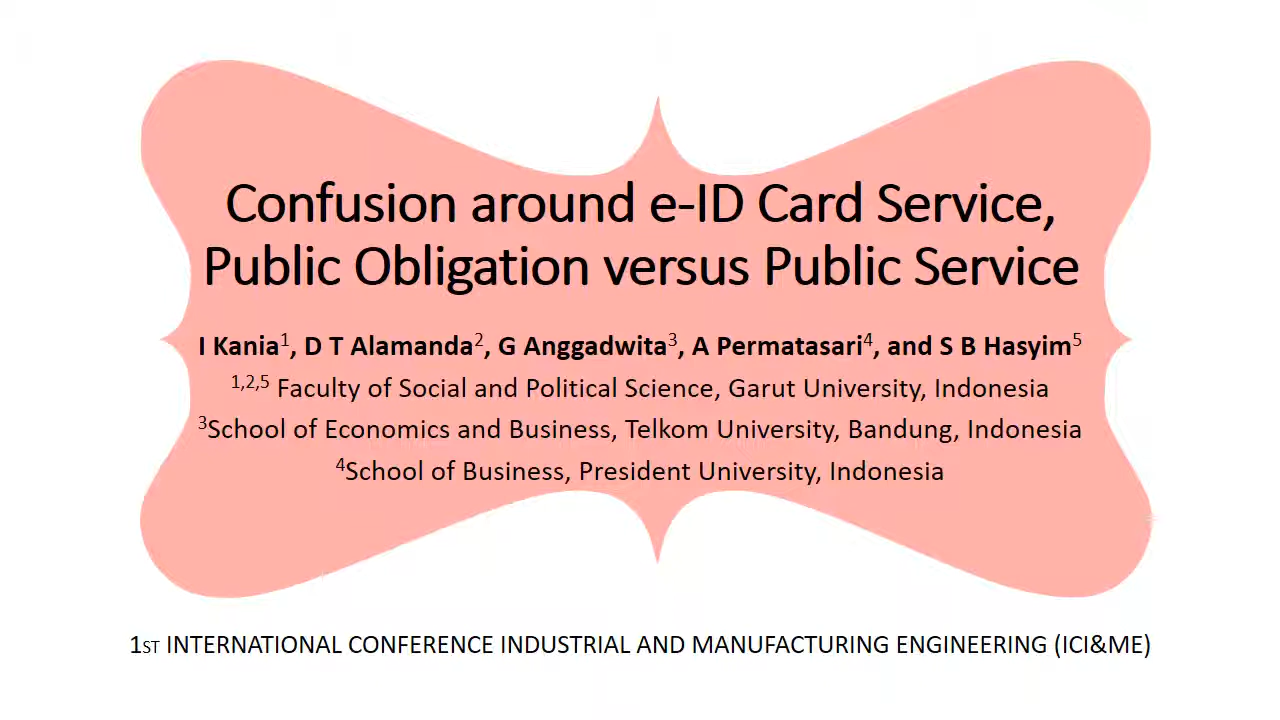 Confusion around e-ID Card Service,
Public Obligation versus Public Service
I Kania¹, D T Alamanda², G Anggadwita³, A Permatasari⁴, and S B Hasyim⁵
¹,²,⁵ Faculty of Social and Political Science, Garut University, Indonesia
³School of Economics and Business, Telkom University, Bandung, Indonesia
⁴School of Business, President University, Indonesia
1ST INTERNATIONAL CONFERENCE INDUSTRIAL AND MANUFACTURING ENGINEERING (ICI&ME)